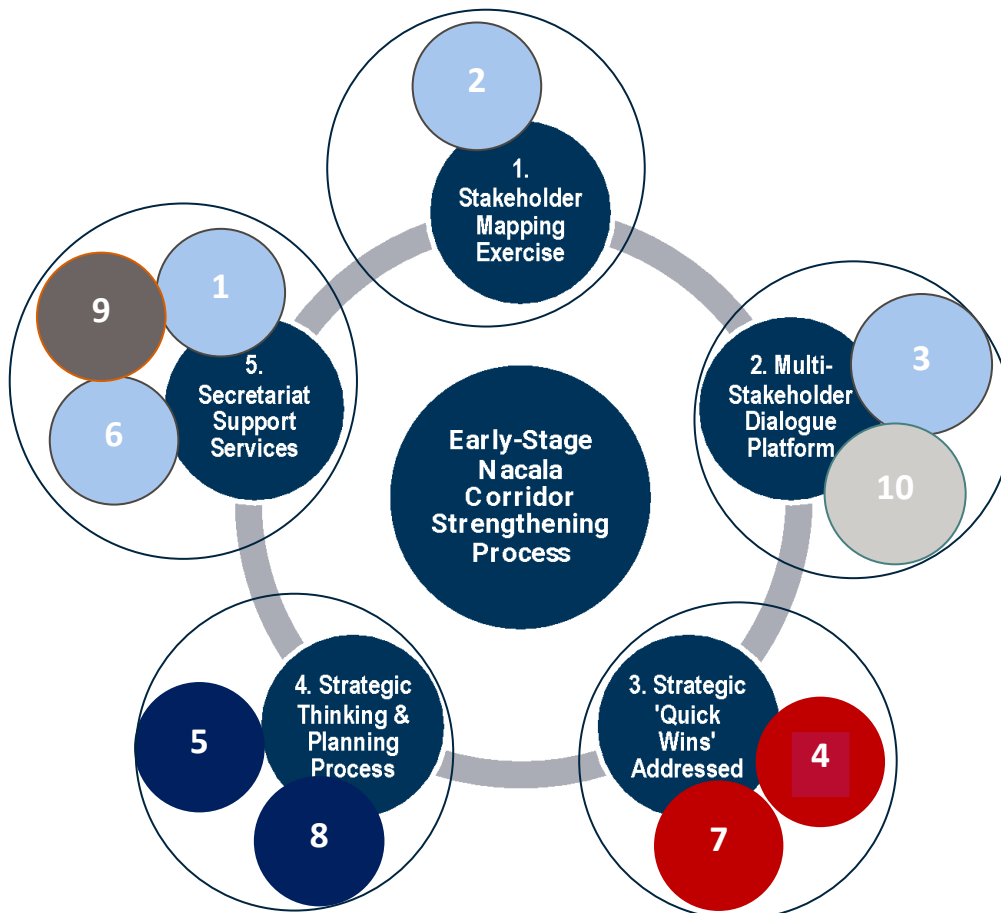 2
1.
Stakeholder
Mapping
Exercise
3
2. Multi-
Stakeholder
Dialogue
Platform
10
4
3. Strategic
'Quick
Wins'
Addressed
7
4. Strategic
Thinking &
Planning
Process
5
8
9
1
5.
Secretariat
Support
Services
6
Early-Stage
Nacala
Corridor
Strengthening
Process